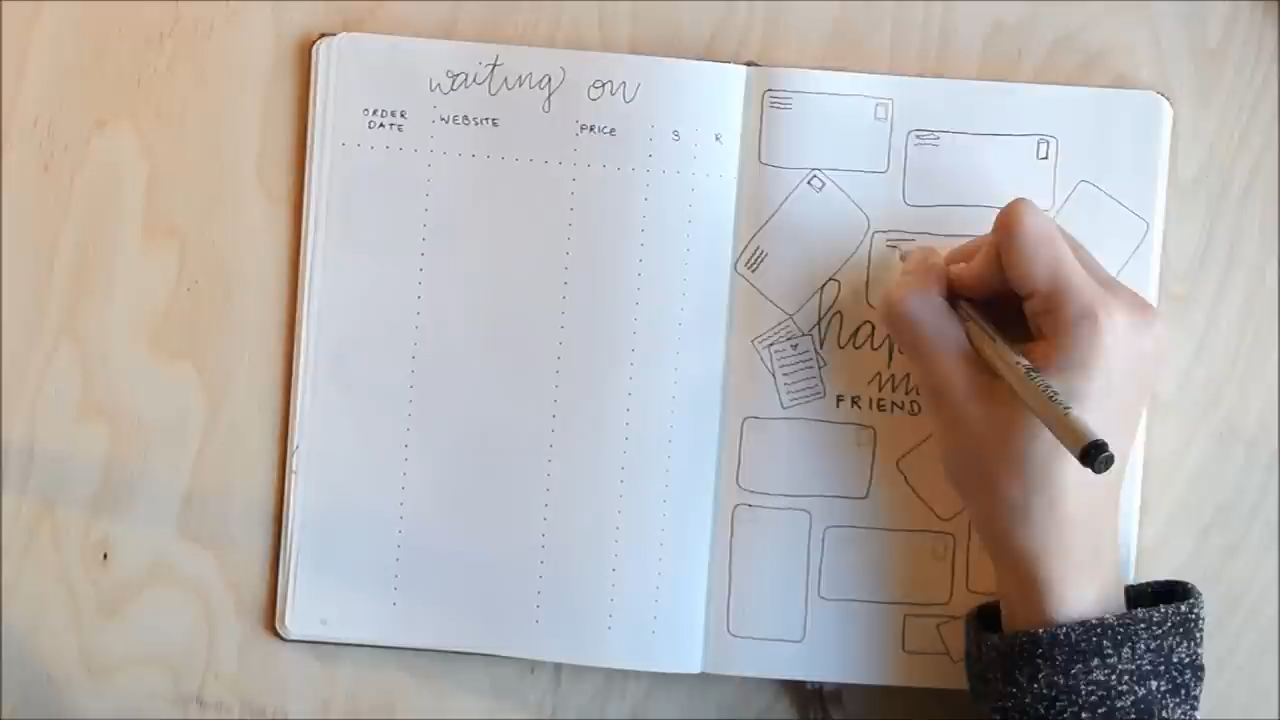 waiting on
ORDER DATE
WEBSITE
PRICE
S
R
FRIEND